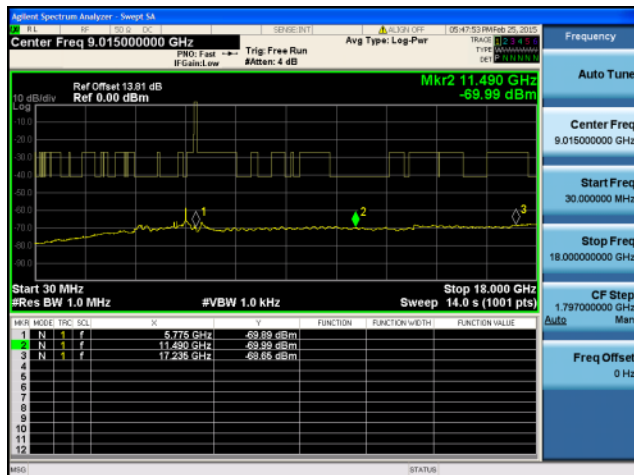 Agilent Spectrum Analyzer - Swept SA
RL RF 50 Ω DC SENSE:INT ALIGN OFF 05:47:53 PM Feb 25, 2015
Center Freq 9.015000000 GHz
PNO: Fast Trig: Free Run Avg Type: Log-Pwr TRACE 1 2 3 4 5 6
TYPE
IFGain:Low #Atten: 4 dB DET P N N N N N
Mkr2 11.490 GHz
-69.99 dBm
Ref Offset 13.81 dB
10 dB/div Ref 0.00 dBm
Log
-10.0
-20.0
-30.0
-40.0
-50.0
-60.0
-70.0
-80.0
-90.0
1
2
3
Start 30 MHz Stop 18.000 GHz
#Res BW 1.0 MHz #VBW 1.0 kHz Sweep 14.0 s (1001 pts)
MKR MODE TRC SCL X Y FUNCTION FUNCTION WIDTH FUNCTION VALUE
1 N 1 f 5.775 GHz -69.89 dBm
2 N 1 f 11.490 GHz -69.99 dBm
3 N 1 f 17.235 GHz -68.65 dBm
4
5
6
7
8
9
10
11
12
MSG STATUS
Frequency
Auto Tune
Center Freq
9.015000000 GHz
Start Freq
30.000000 MHz
Stop Freq
18.000000000 GHz
CF Step
1.797000000 GHz
Auto Man
Freq Offset
0 Hz